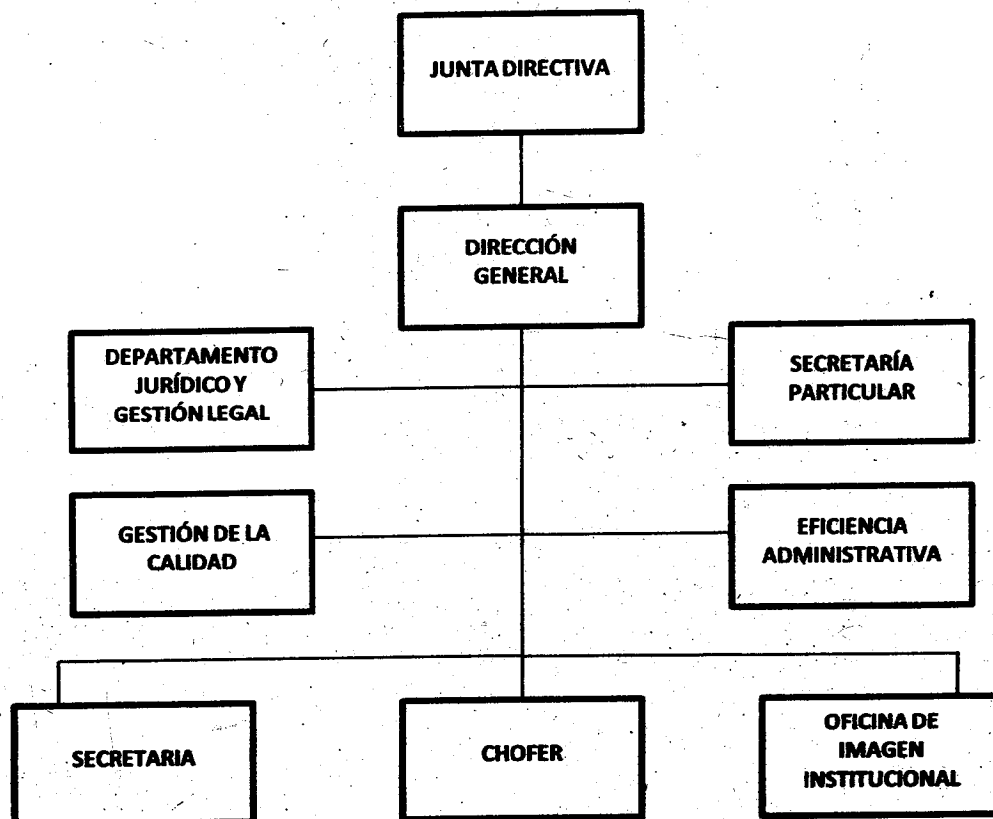 JUNTA DIRECTIVA
DIRECCIÓN
GENERAL
DEPARTAMENTO
JURÍDICO Y
GESTIÓN LEGAL
SECRETARÍA
PARTICULAR
GESTIÓN DE LA
CALIDAD
EFICIENCIA
ADMINISTRATIVA
SECRETARIA
CHOFER
OFICINA DE
IMAGEN
INSTITUCIONAL